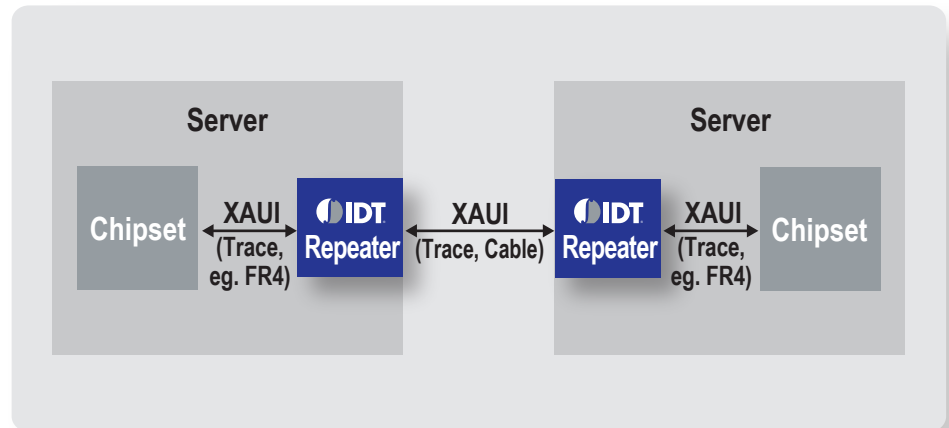 Server
Chipset
XAUI
(Trace,
eg. FR4)
IDT
Repeater
XAUI
(Trace, Cable)
Server
IDT
Repeater
XAUI
(Trace,
eg. FR4)
Chipset